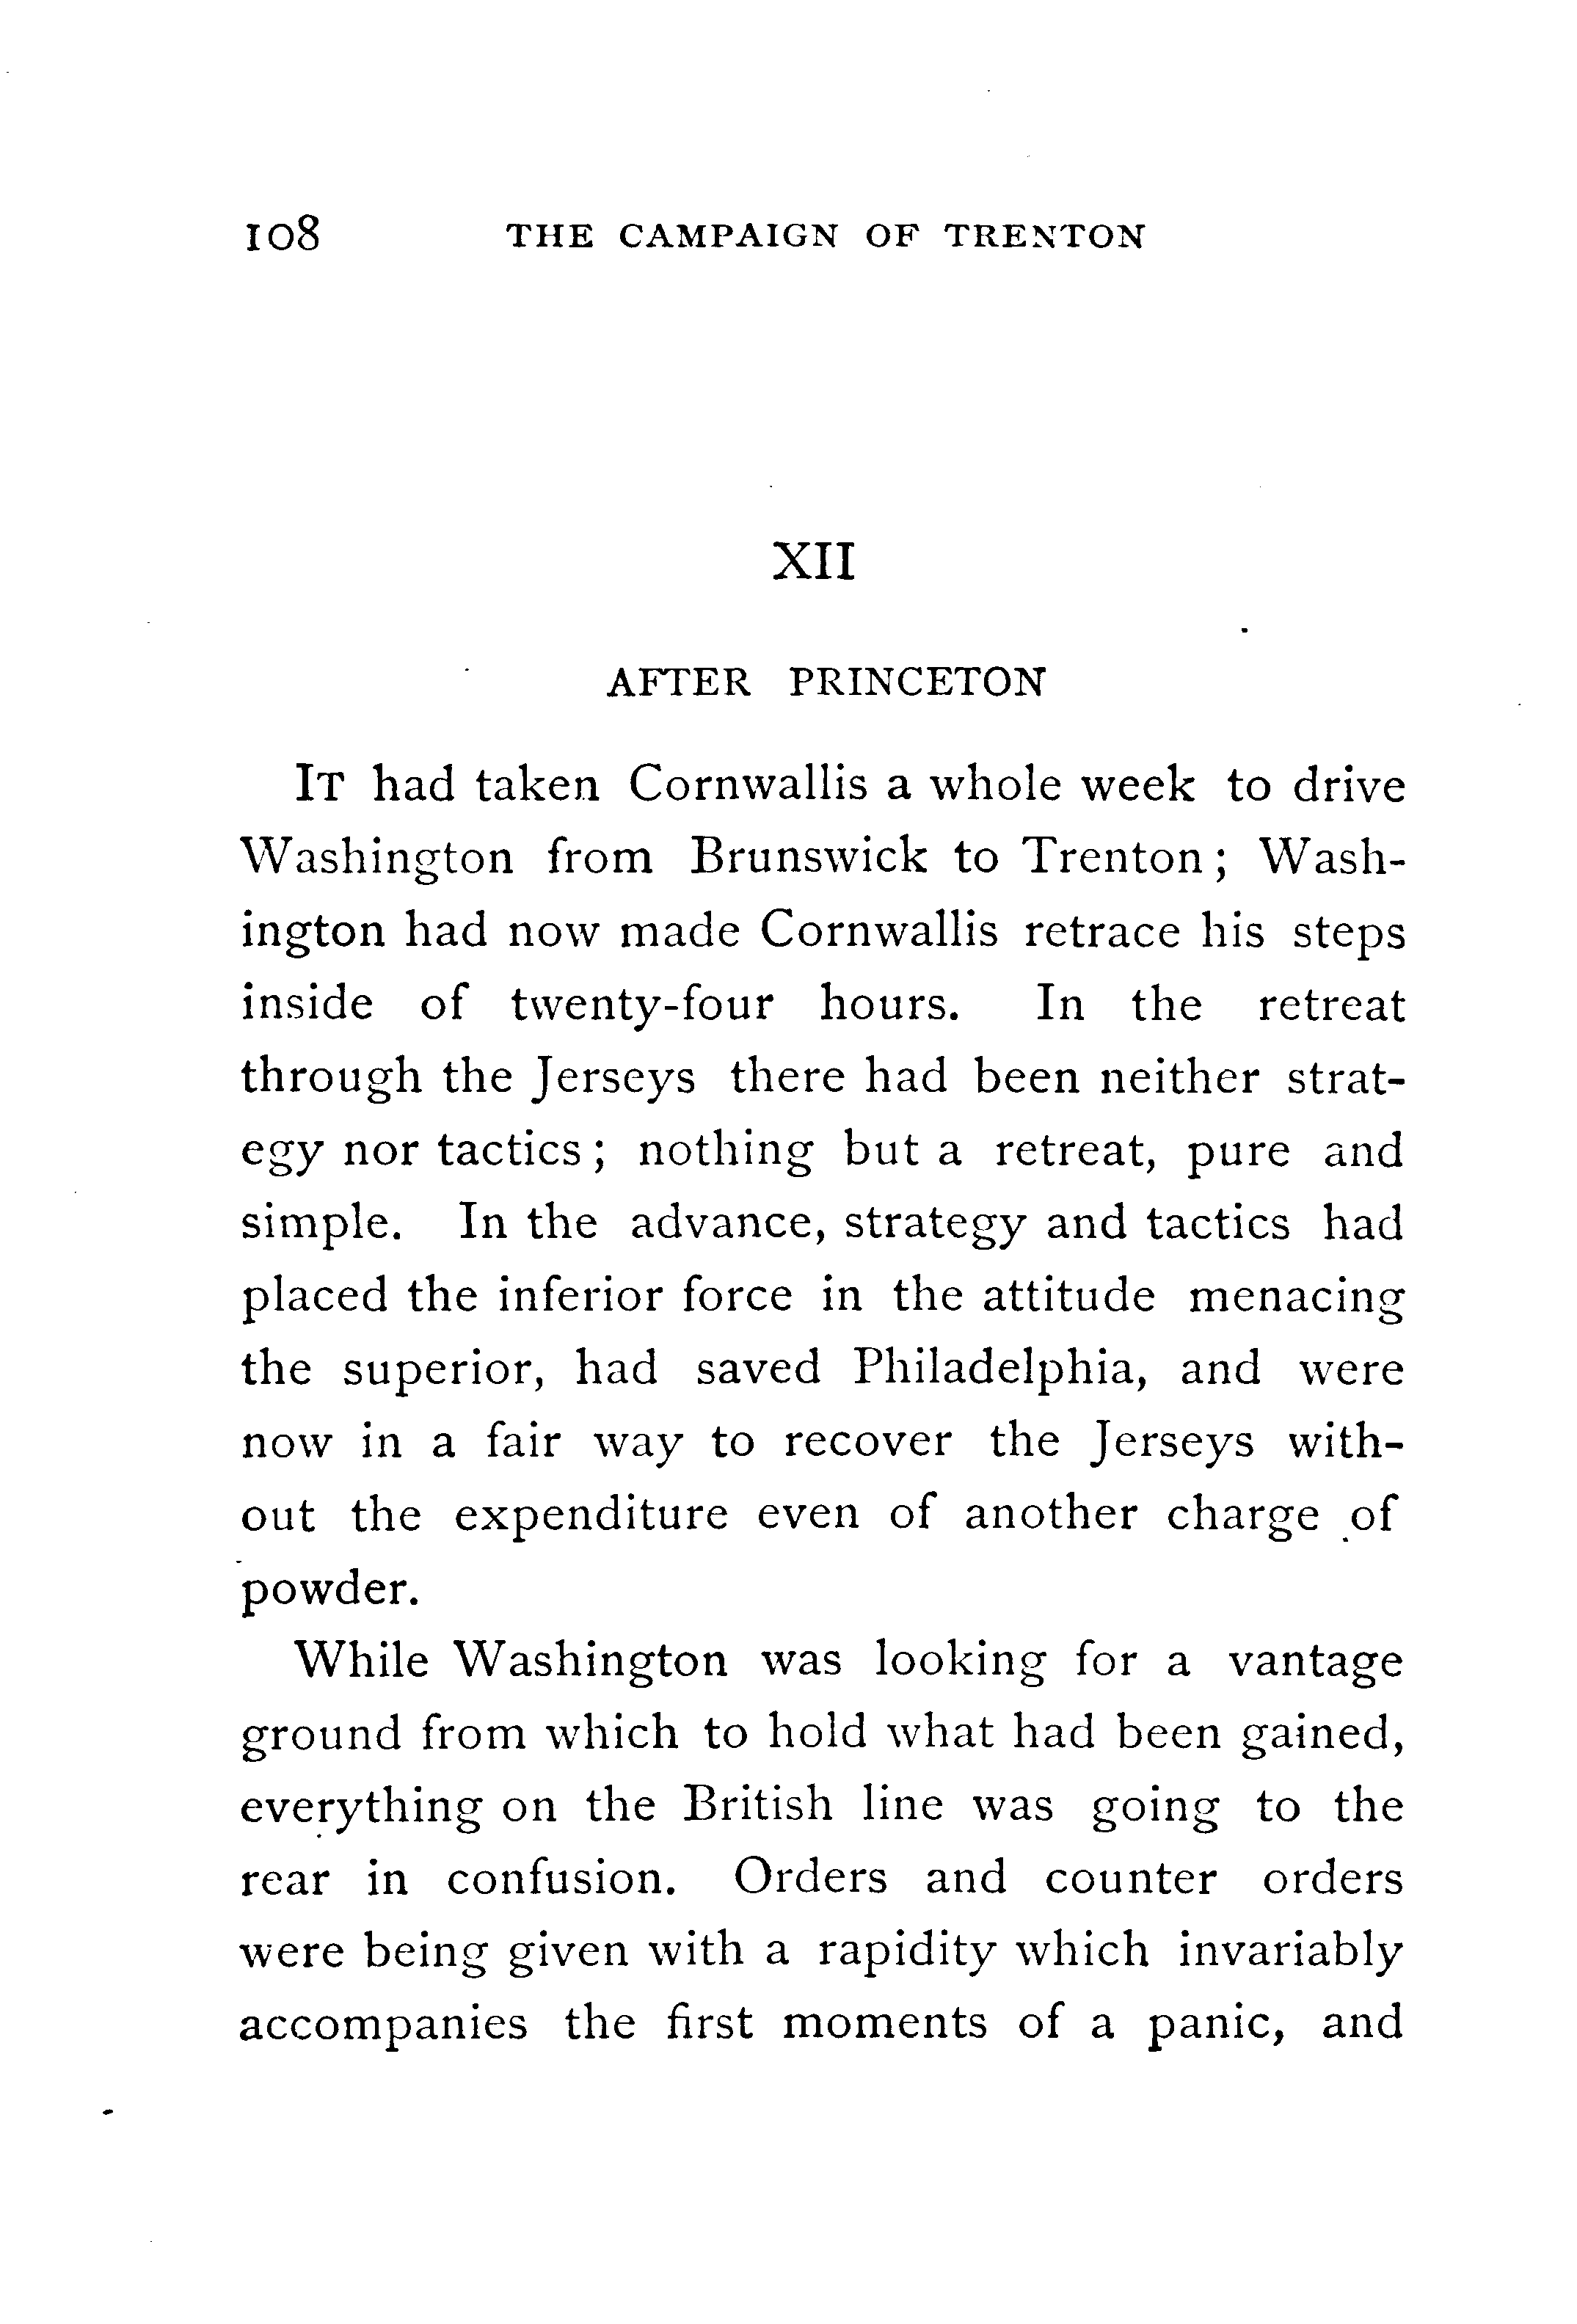 108 THE CAMPAIGN OF TRENTON
XII
AFTER PRINCETON
IT had taken Cornwallis a whole week to drive
Washington from Brunswick to Trenton; Wash-
ington had now made Cornwallis retrace his steps
inside of twenty-four hours. In the retreat
through the Jerseys there had been neither strat-
egy nor tactics; nothing but a retreat, pure and
simple. In the advance, strategy and tactics had
placed the inferior force in the attitude menacing
the superior, had saved Philadelphia, and were
now in a fair way to recover the Jerseys with-
out the expenditure even of another charge of
powder.
While Washington was looking for a vantage
ground from which to hold what had been gained,
everything on the British line was going to the
rear in confusion. Orders and counter orders
were being given with a rapidity which invariably
accompanies the first moments of a panic, and